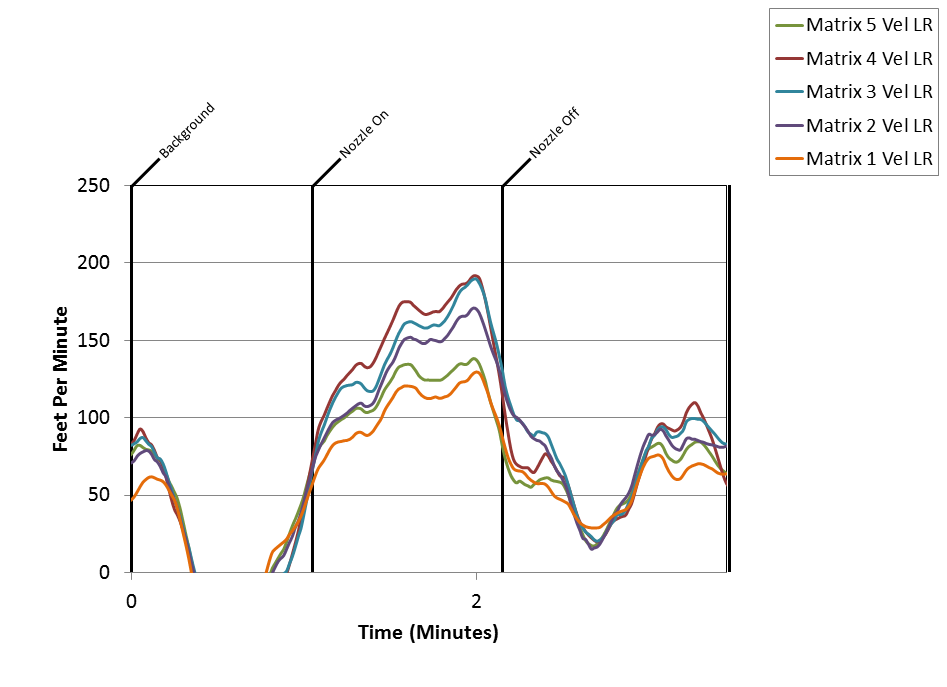 Matrix 5 Vel LR
Matrix 4 Vel LR
Matrix 3 Vel LR
Matrix 2 Vel LR
Matrix 1 Vel LR
Background
Nozzle On
Nozzle Off
250
200
150
100
50
0
Feet Per Minute
0
2
Time (Minutes)